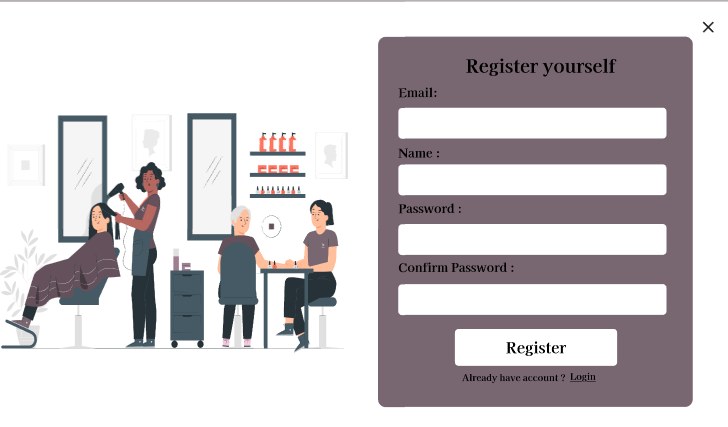 Register yourself
Email:
Name :
Password :
Confirm Password :
Register
Already have account ? Login